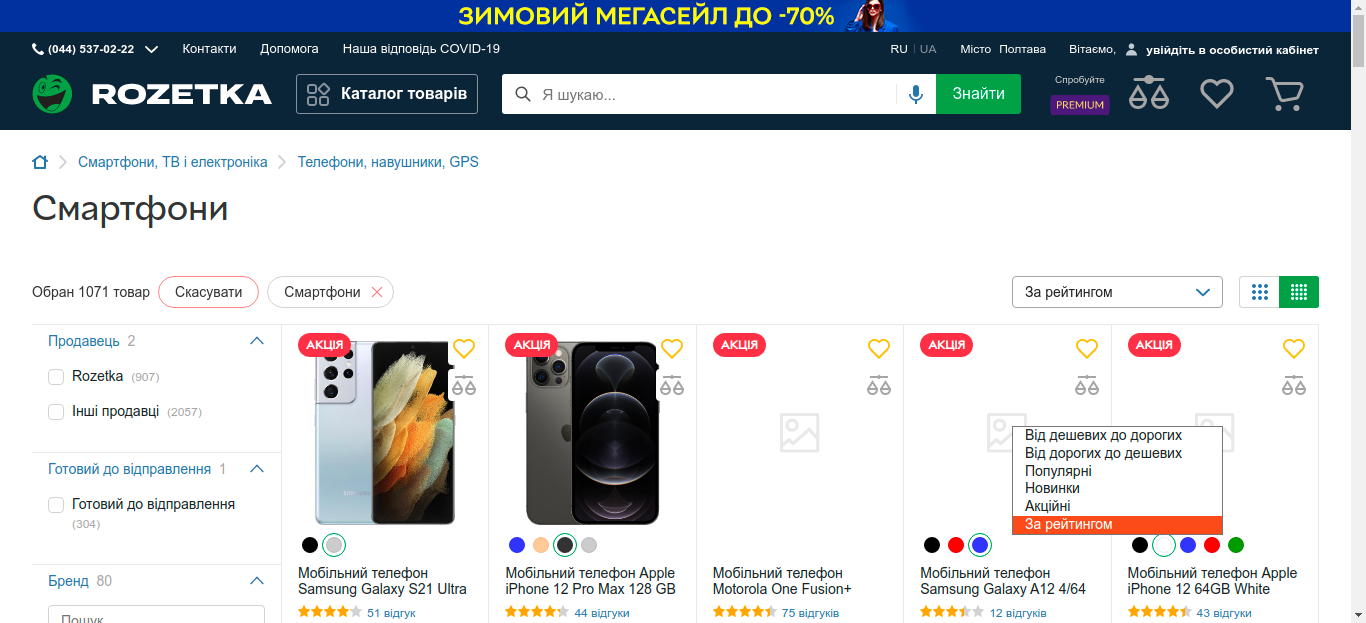 ЗИМОВИЙ МЕГАСЕЙЛ ДО -70%
(044) 537-02-22 Контакти Допомога Наша відповідь COVID-19 RU | UA Місто Полтава Вітаємо, увійдіть в особистий кабінет
ROZETKA Каталог товарів Я шукаю... Знайти Спробуйте PREMIUM
Смартфони, ТВ і електроніка Телефони, навушники, GPS
Смартфони
Обран 1071 товар Скасувати Смартфони За рейтингом
Продавець 2
Rozetka (907)
Інші продавці (2057)
Готовий до відправлення 1
Готовий до відправлення
(304)
Бренд 80
Пошук
АКЦІЯ АКЦІЯ АКЦІЯ АКЦІЯ АКЦІЯ
Від дешевих до дорогих
Від дорогих до дешевих
Популярні
Новинки
Акційні
За рейтингом
Мобільний телефон
Samsung Galaxy S21 Ultra
51 відгук
Мобільний телефон Apple
iPhone 12 Pro Max 128 GB
44 відгуки
Мобільний телефон
Motorola One Fusion+
75 відгуків
Мобільний телефон
Samsung Galaxy A12 4/64
12 відгуків
Мобільний телефон Apple
iPhone 12 64GB White
43 відгуки